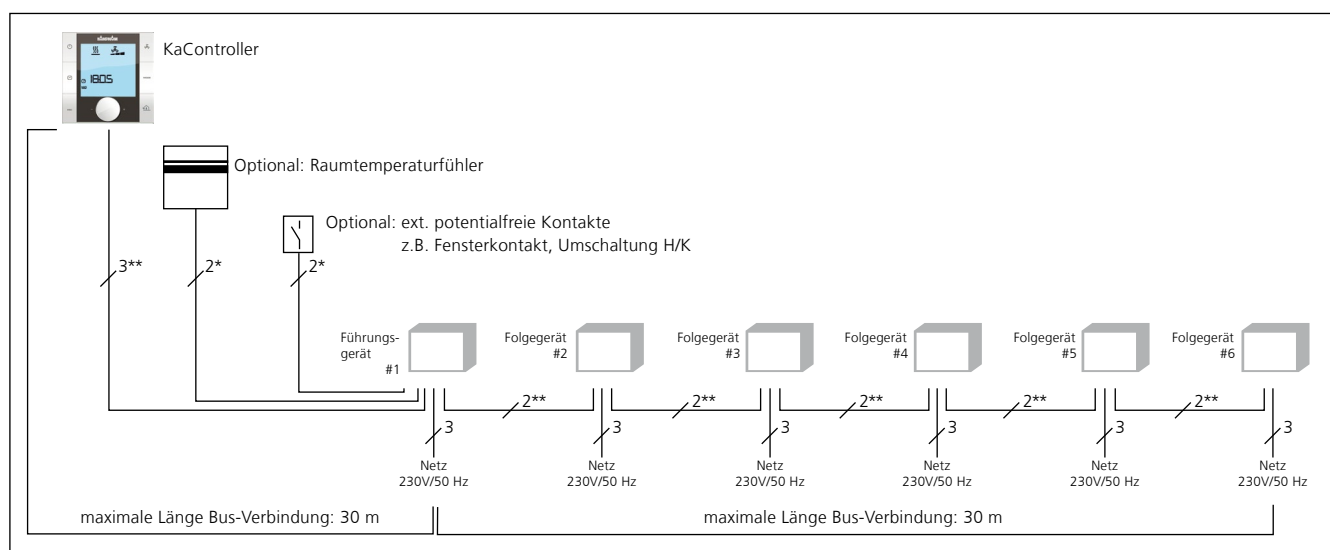 KaController
1805
Optional: Raumtemperaturfühler
Optional: ext. potentialfreie Kontakte
z.B. Fensterkontakt, Umschaltung H/K
3**
2*
2*
Führungs-
gerät
#1
Folgegerät
#2
Folgegerät
#3
Folgegerät
#4
Folgegerät
#5
Folgegerät
#6
2**
2**
2**
2**
2**
3
3
3
3
3
3
Netz
230V/50 Hz
Netz
230V/50 Hz
Netz
230V/50 Hz
Netz
230V/50 Hz
Netz
230V/50 Hz
Netz
230V/50 Hz
maximale Länge Bus-Verbindung: 30 m
maximale Länge Bus-Verbindung: 30 m